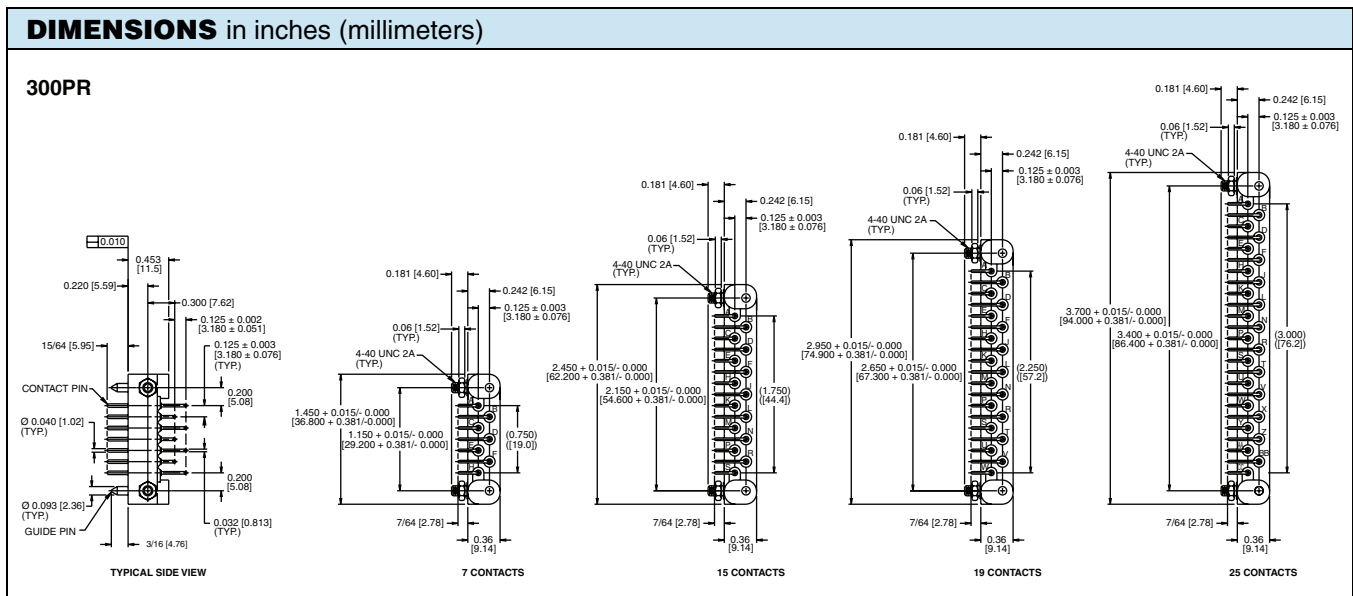 DIMENSIONS in inches (millimeters)
300PR
0.010
0.453
[11.5]
0.220 [5.59]
0.300 [7.62]
0.125 ± 0.002
[3.180 ± 0.051]
15/64 [5.95]
0.125 ± 0.003
[3.180 ± 0.076]
(TYP.)
CONTACT PIN
0.200
[5.08]
Ø 0.040 [1.02]
(TYP.)
0.200
[5.08]
Ø 0.093 [2.36]
(TYP.)
GUIDE PIN
0.032 [0.813]
(TYP.)
3/16 [4.76]
TYPICAL SIDE VIEW
0.181 [4.60]
0.242 [6.15]
0.06 [1.52]
(TYP.)
0.125 ± 0.003
[3.180 ± 0.076]
4-40 UNC 2A
(TYP.)
1.450 + 0.015/- 0.000
[36.800 + 0.381/-0.000]
1.150 + 0.015/- 0.000
[29.200 + 0.381/- 0.000]
(0.750)
([19.0])
A
B
C
D
E
F
H
7/64 [2.78]
0.36
[9.14]
7 CONTACTS
0.181 [4.60]
0.242 [6.15]
0.06 [1.52]
(TYP.)
0.125 ± 0.003
[3.180 ± 0.076]
4-40 UNC 2A
(TYP.)
2.450 + 0.015/- 0.000
[62.200 + 0.381/- 0.000]
2.150 + 0.015/- 0.000
[54.600 + 0.381/- 0.000]
(1.750)
([44.4])
A
B
C
D
E
F
H
J
K
L
M
N
P
R
S
7/64 [2.78]
0.36
[9.14]
15 CONTACTS
0.181 [4.60]
0.242 [6.15]
0.06 [1.52]
(TYP.)
0.125 ± 0.003
[3.180 ± 0.076]
4-40 UNC 2A
(TYP.)
2.950 + 0.015/- 0.000
[74.900 + 0.381/- 0.000]
2.650 + 0.015/- 0.000
[67.300 + 0.381/- 0.000]
(2.250)
([57.2])
A
B
C
D
E
F
H
J
K
L
M
N
P
R
S
T
U
V
W
7/64 [2.78]
0.36
[9.14]
19 CONTACTS
0.181 [4.60]
0.242 [6.15]
0.06 [1.52]
(TYP.)
0.125 ± 0.003
[3.180 ± 0.076]
4-40 UNC 2A
(TYP.)
3.700 + 0.015/- 0.000
[94.000 + 0.381/- 0.000]
3.400 + 0.015/- 0.000
[86.400 + 0.381/- 0.000]
(3.000)
([76.2])
A
B
C
D
E
F
H
J
K
L
M
N
P
R
S
T
U
V
W
X
Y
Z
BB
7/64 [2.78]
0.36
[9.14]
25 CONTACTS